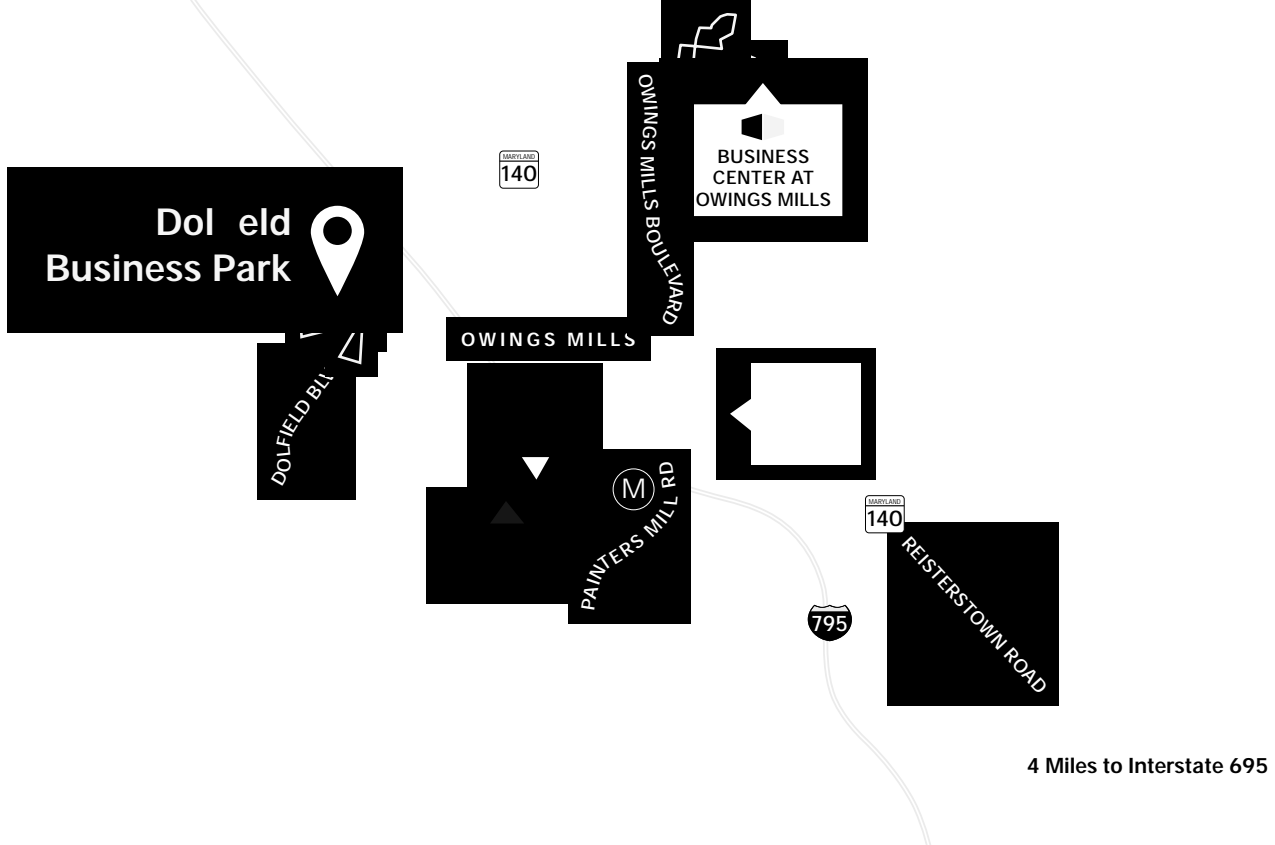 OWINGS MILLS BOULEVARD
BUSINESS
CENTER AT
OWINGS MILLS
MARYLAND
140
Dol eld
Business Park
OWINGS MILLS
DOLFIELD
M
PAINTERS MILL RD
MARYLAND
140
REISTERSTOWN ROAD
795
4 Miles to Interstate 695